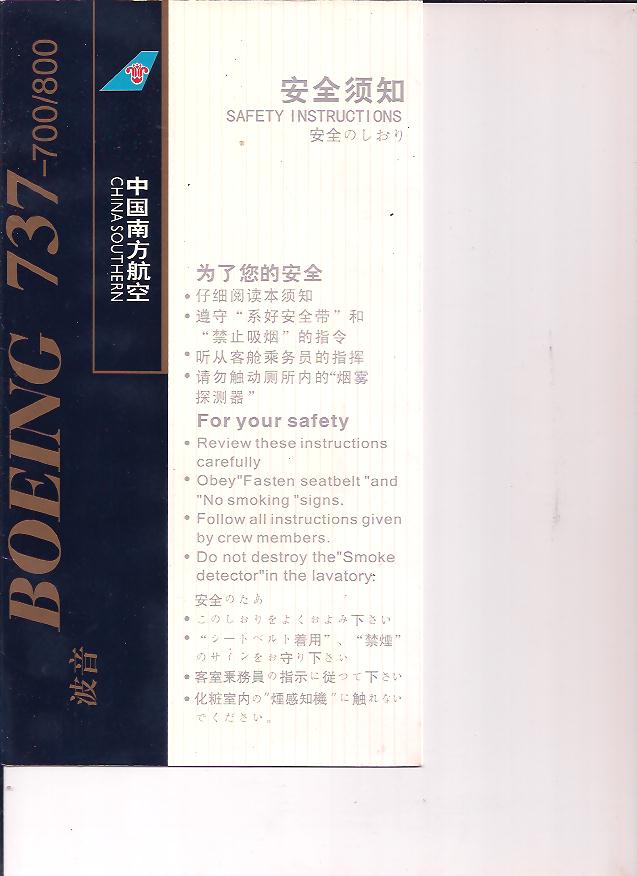 BOEING 737-700/800
波音
中国南方航空
CHINA SOUTHERN
安全须知
SAFETY INSTRUCTIONS
安全のしおり
为了您的安全
• 仔细阅读本须知
• 遵守“系好安全带”和
“禁止吸烟”的指令
• 听从客舱乘务员的指挥
• 请勿触动厕所内的“烟雾
探测器”
For your safety
• Review these instructions
carefully
• Obey"Fasten seatbelt "and
"No smoking "signs.
• Follow all instructions given
by crew members.
• Do not destroy the"Smoke
detector"in the lavatory:
安全のたあ
• このしおりをよくおよみ下さい
• “シートベルト着用”、“禁煙”
のサインをお守り下さい
• 客室乗務員の指示に従つて下さい
• 化粧室内の“煙感知機”に触れない
でください。